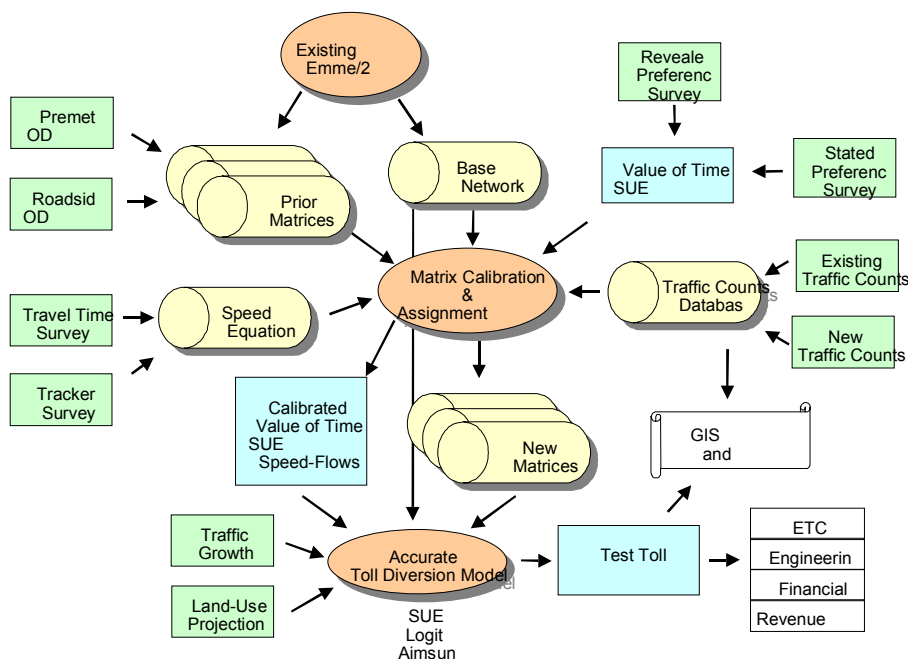 Existing
Emme/2
Reveale
Preferenc
Survey
Premet
OD
Roadsid
OD
Prior
Matrices
Base
Network
Value of Time
SUE
Stated
Preferenc
Survey
Travel Time
Survey
Tracker
Survey
Speed
Equation
Matrix Calibration
&
Assignment
Traffic Counts
Databas
Existing
Traffic Counts
New
Traffic Counts
Calibrated
Value of Time
SUE
Speed-Flows
New
Matrices
GIS
and
Traffic
Growth
Land-Use
Projection
Accurate
Toll Diversion Model
SUE
Logit
Aimsun
Test Toll
ETC
Engineerin
Financial
Revenue